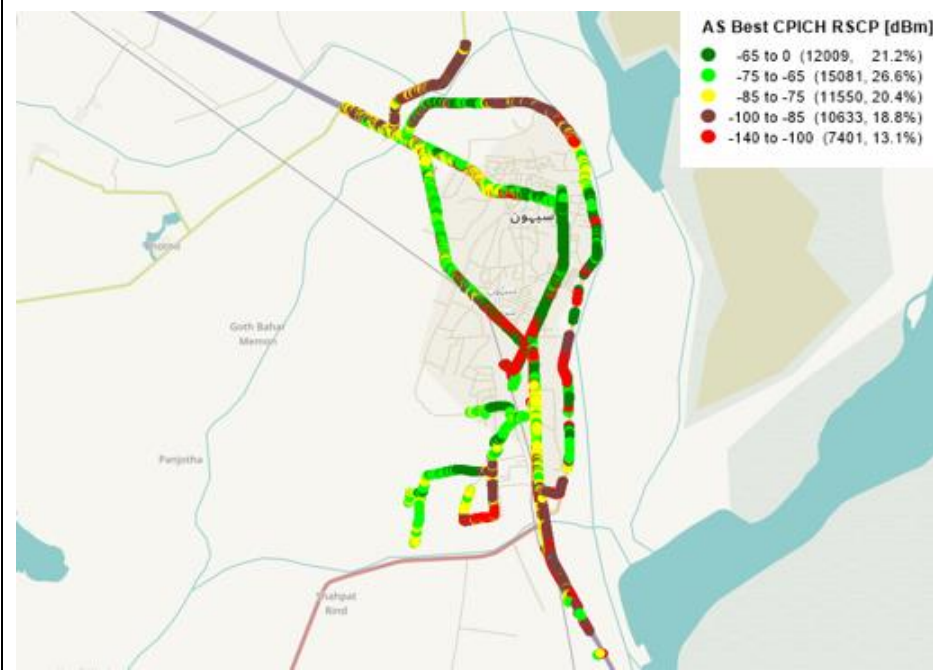 AS Best CPICH RSCP [dBm]
-65 to 0 (12009, 21.2%)
-75 to -65 (15081, 26.6%)
-85 to -75 (11550, 20.4%)
-100 to -85 (10633, 18.8%)
-140 to -100 (7401, 13.1%)
سيهون
Goth Bahar
Memon
Panjotha
Shahpat
Rind